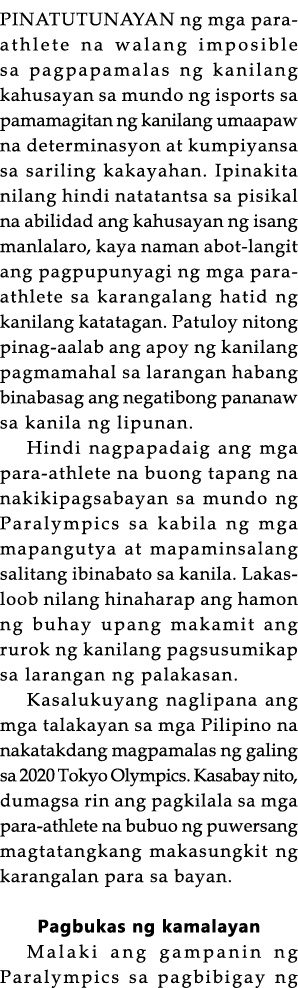 PINATUTUNAYAN ng mga para-
athlete na walang imposible
sa pagpapamalas ng kanilang
kahusayan sa mundo ng isports sa
pamamagitan ng kanilang umaapaw
na determinasyon at kumpiyansa
sa sariling kakayahan. Ipinakita
nilang hindi natatantsa sa pisikal
na abilidad ang kahusayan ng isang
manlalaro, kaya naman abot-langit
ang pagpupunyagi ng mga para-
athlete sa karangalang hatid ng
kanilang katatagan. Patuloy nitong
pinag-aalab ang apoy ng kanilang
pagmamahal sa larangan habang
binabasag ang negatibong pananaw
sa kanila ng lipunan.
Hindi nagpapadaig ang mga
para-athlete na buong tapang na
nakikipagsabayan sa mundo ng
Paralympics sa kabila ng mga
mapangutya at mapaminsalang
salitang ibinabato sa kanila. Lakas-
loob nilang hinaharap ang hamon
ng buhay upang makamit ang
rurok ng kanilang pagsusumikap
sa larangan ng palakasan.
Kasalukuyang naglipana ang
mga talakayan sa mga Pilipino na
nakatakdang magpamalas ng galing
sa 2020 Tokyo Olympics. Kasabay nito,
dumagsa rin ang pagkilala sa mga
para-athlete na bubuo ng puwersang
magtatangkang makasungkit ng
karangalan para sa bayan.
Pagbukas ng kamalayan
Malaki ang gampanin ng
Paralympics sa pagbibigay ng